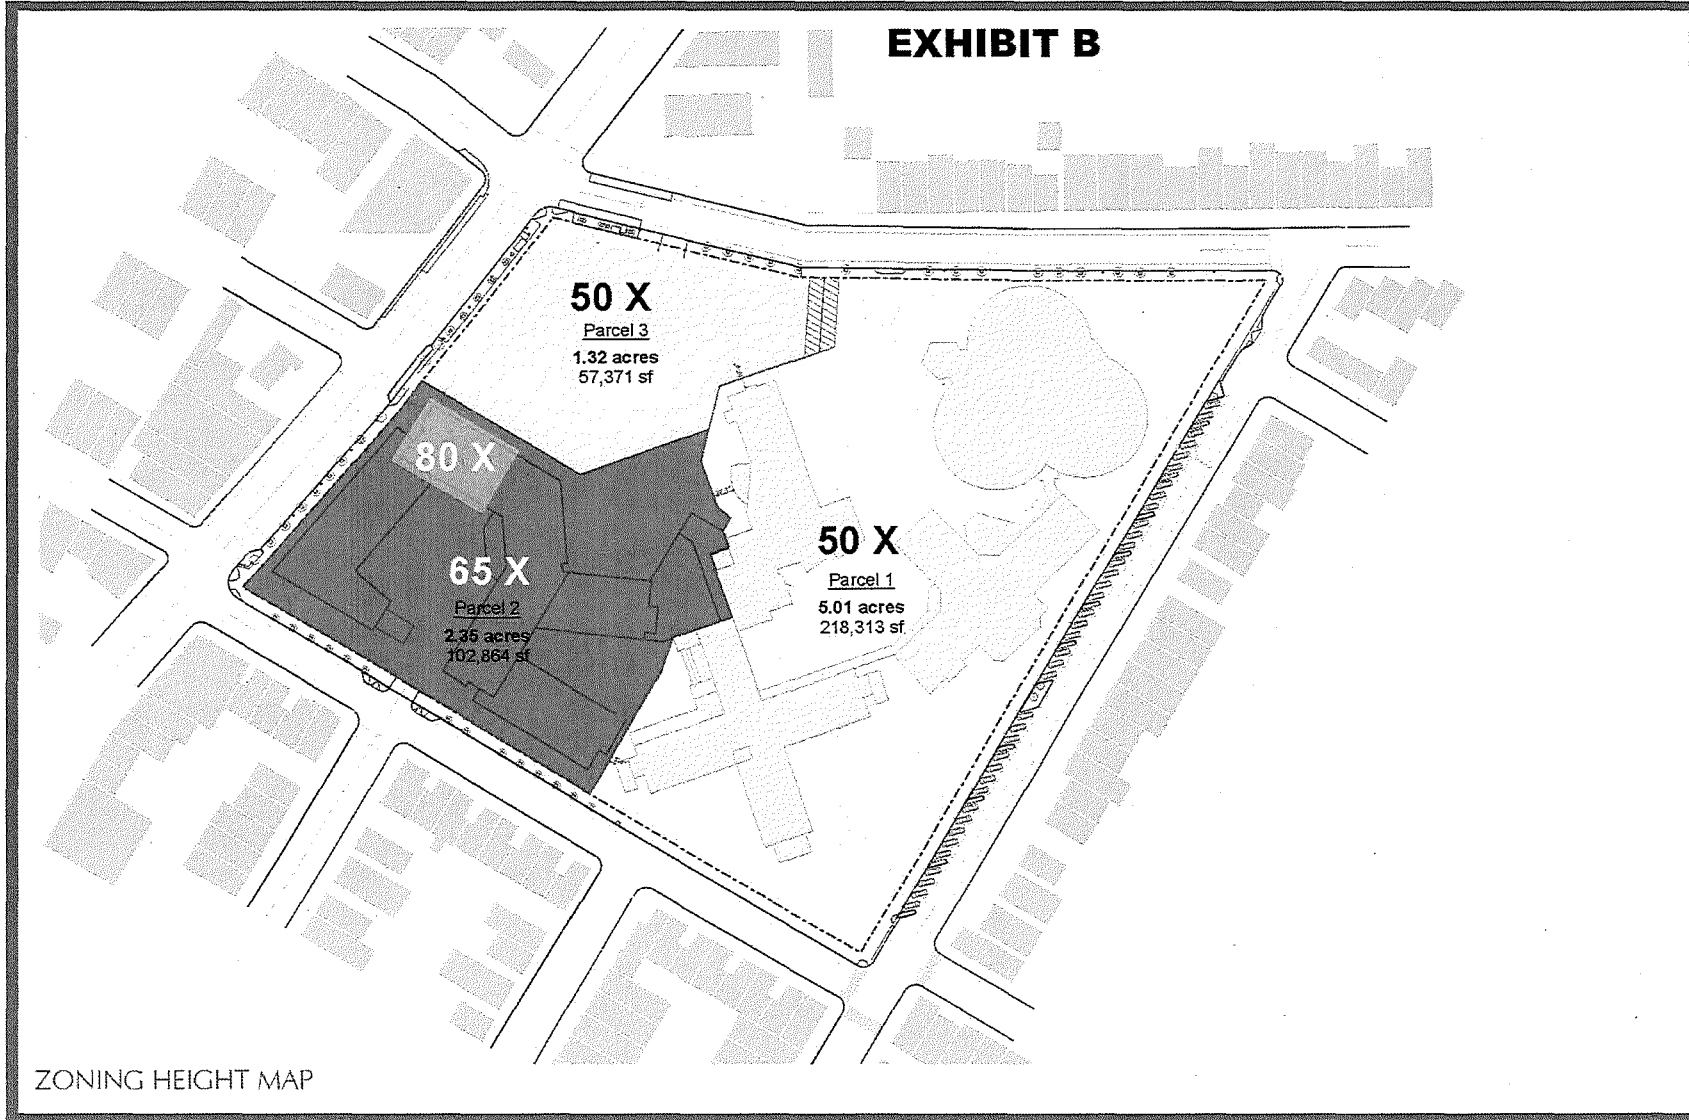 EXHIBIT B
50 X
Parcel 3
1.32 acres
57,371 sf
80 X
65 X
Parcel 2
2.35 acres
102,864 sf
50 X
Parcel 1
5.01 acres
218,313 sf
ZONING HEIGHT MAP